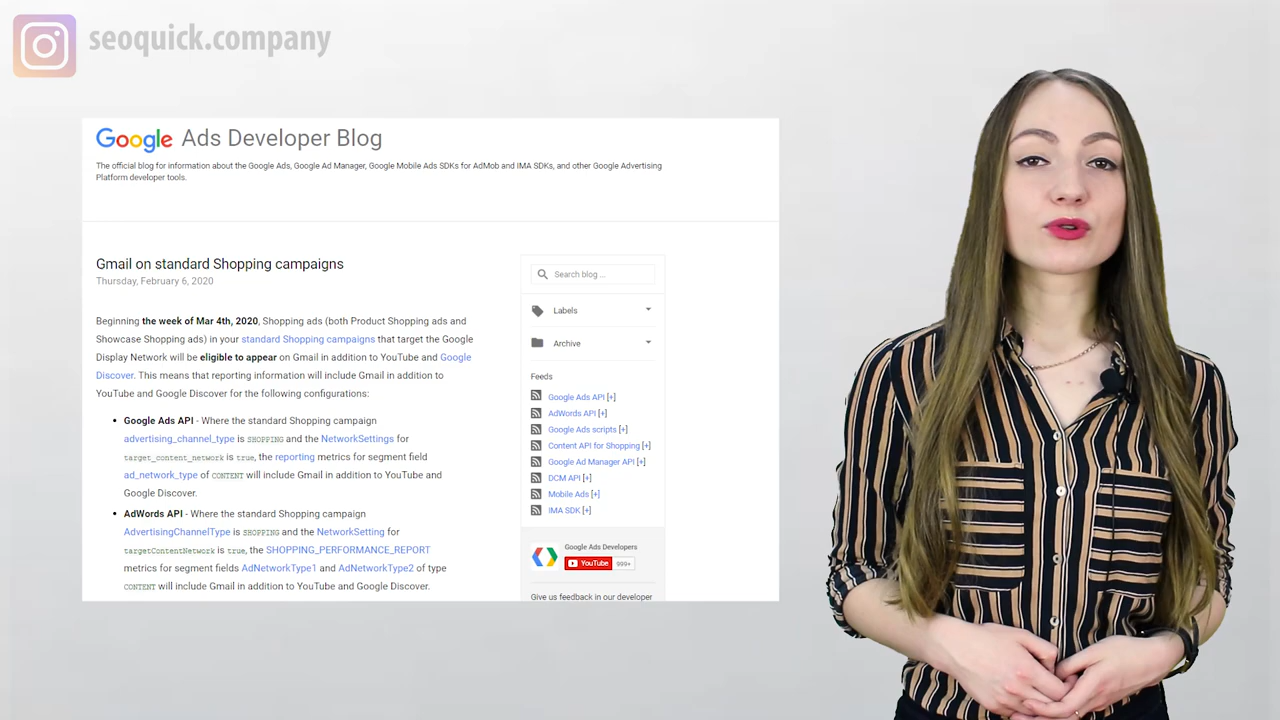 seoquick.company
Google Ads Developer Blog
The official blog for information about the Google Ads, Google Ad Manager, Google Mobile Ads SDKs for AdMob and IMA SDKs, and other Google Advertising
Platform developer tools.
Gmail on standard Shopping campaigns
Thursday, February 6, 2020
Beginning the week of Mar 4th, 2020, Shopping ads (both Product Shopping ads and
Showcase Shopping ads) in your standard Shopping campaigns that target the Google
Display Network will be eligible to appear on Gmail in addition to YouTube and Google
Discover. This means that reporting information will include Gmail in addition to
YouTube and Google Discover for the following configurations:
• Google Ads API - Where the standard Shopping campaign
advertising_channel_type is SHOPPING and the NetworkSettings for
target_content_network is true, the reporting metrics for segment field
ad_network_type of CONTENT will include Gmail in addition to YouTube and
Google Discover.
• AdWords API - Where the standard Shopping campaign
AdvertisingChannelType is SHOPPING and the NetworkSetting for
targetContentNetwork is true, the SHOPPING_PERFORMANCE_REPORT
metrics for segment fields AdNetworkType1 and AdNetworkType2 of type
CONTENT will include Gmail in addition to YouTube and Google Discover.
Search blog ...
Labels
Archive
Feeds
Google Ads API [+]
AdWords API [+]
Google Ads scripts [+]
Content API for Shopping [+]
Google Ad Manager API [+]
DCM API [+]
Mobile Ads [+]
IMA SDK [+]
Google Ads Developers
YouTube 999+
Give us feedback in our developer